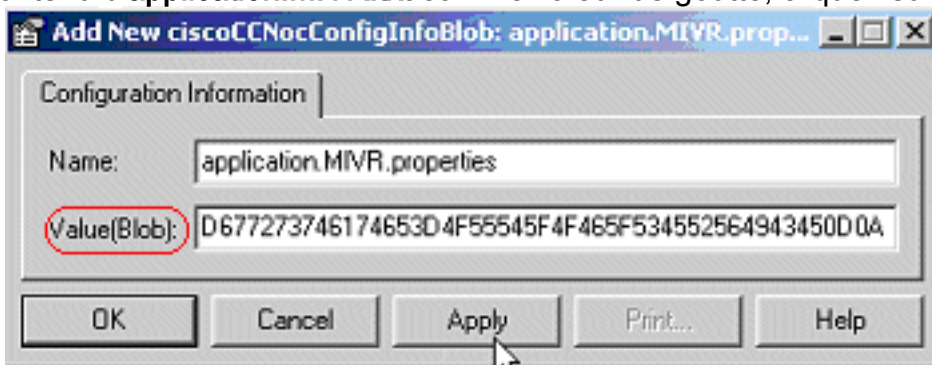 Add New ciscoCCNocConfigInfoBlob: application.MIVR.prop...
Configuration Information
Name: application.MIVR.properties
Value(Blob): D677273746174653D4F55545F4F465F534552564943450D0A
OK Cancel Apply Print... Help